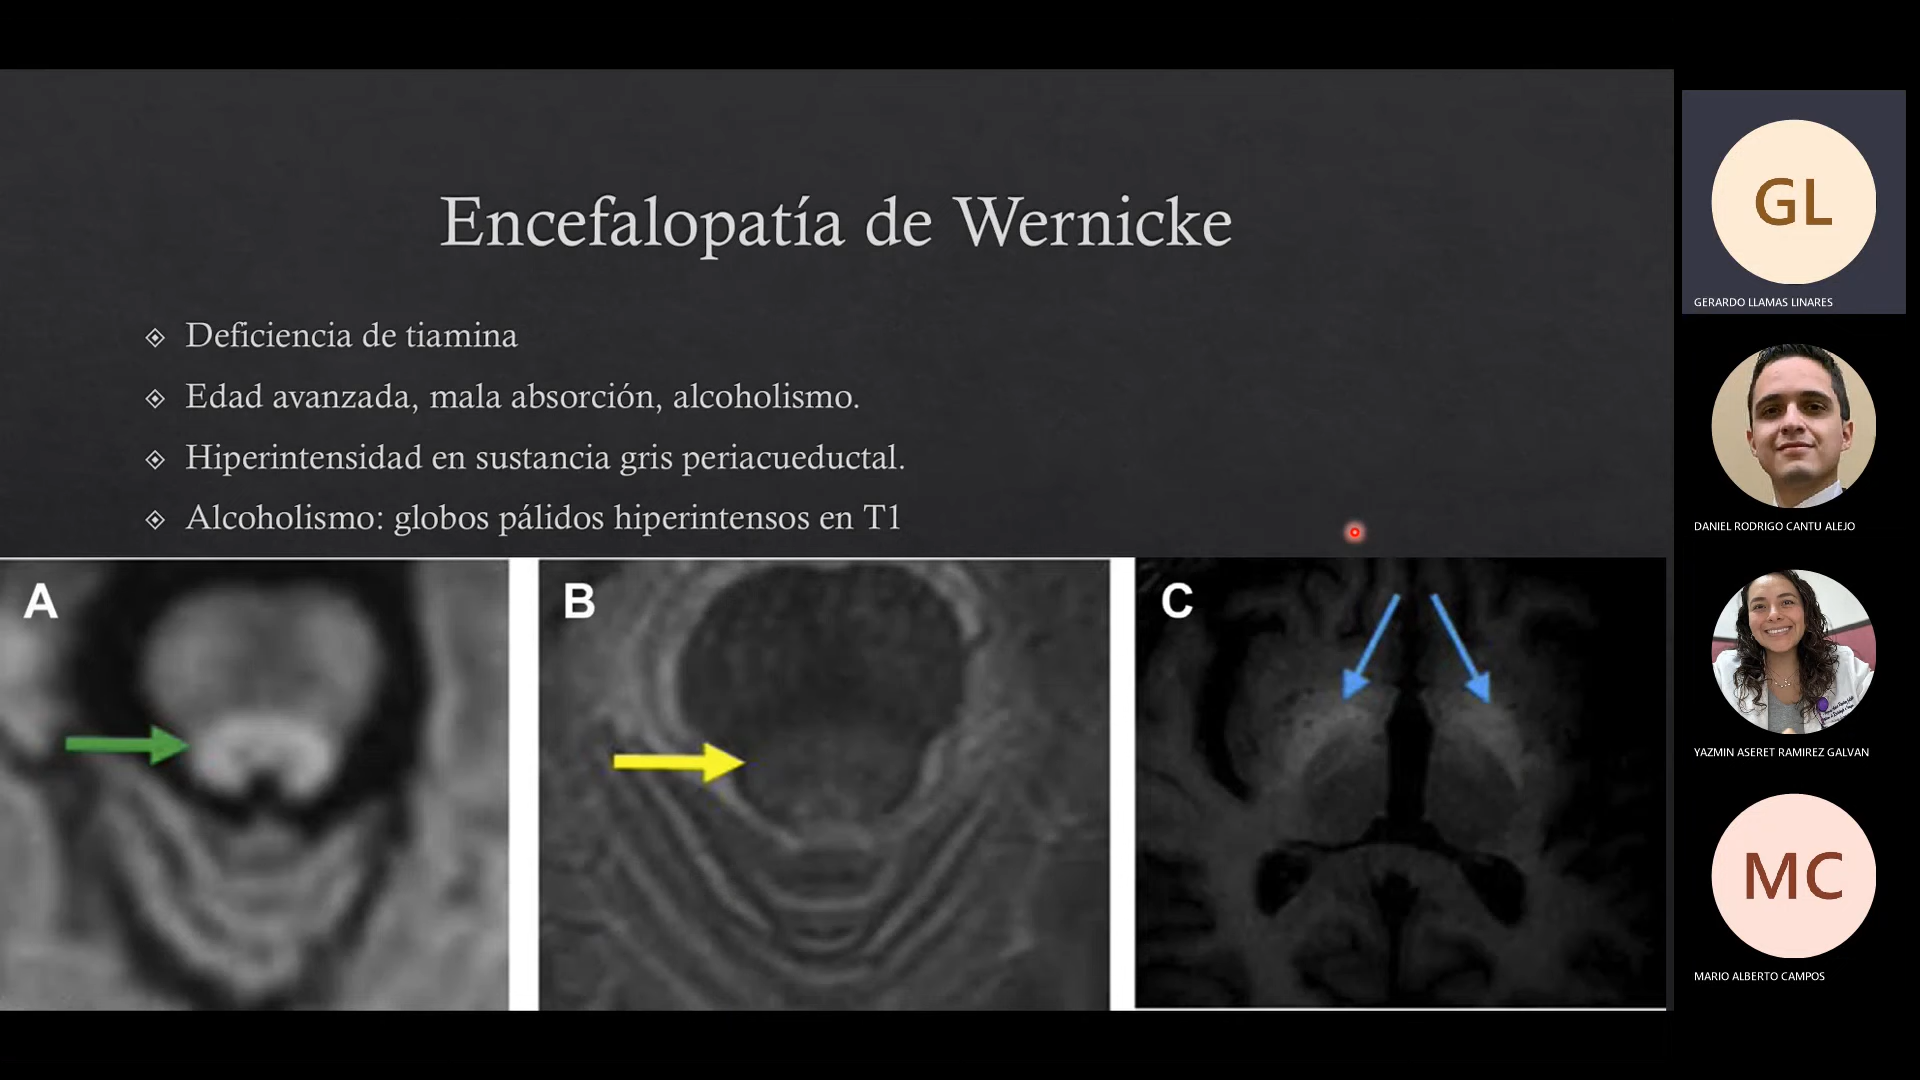 Encefalopatía de Wernicke
Deficiencia de tiamina
Edad avanzada, mala absorción, alcoholismo.
Hiperintensidad en sustancia gris periacueductal.
Alcoholismo: globos pálidos hiperintensos en T1
A
B
C
GL
GERARDO LLAMAS LINARES
DANIEL RODRIGO CANTU ALEJO
YAZMIN ASERET RAMIREZ GALVAN
MC
MARIO ALBERTO CAMPOS